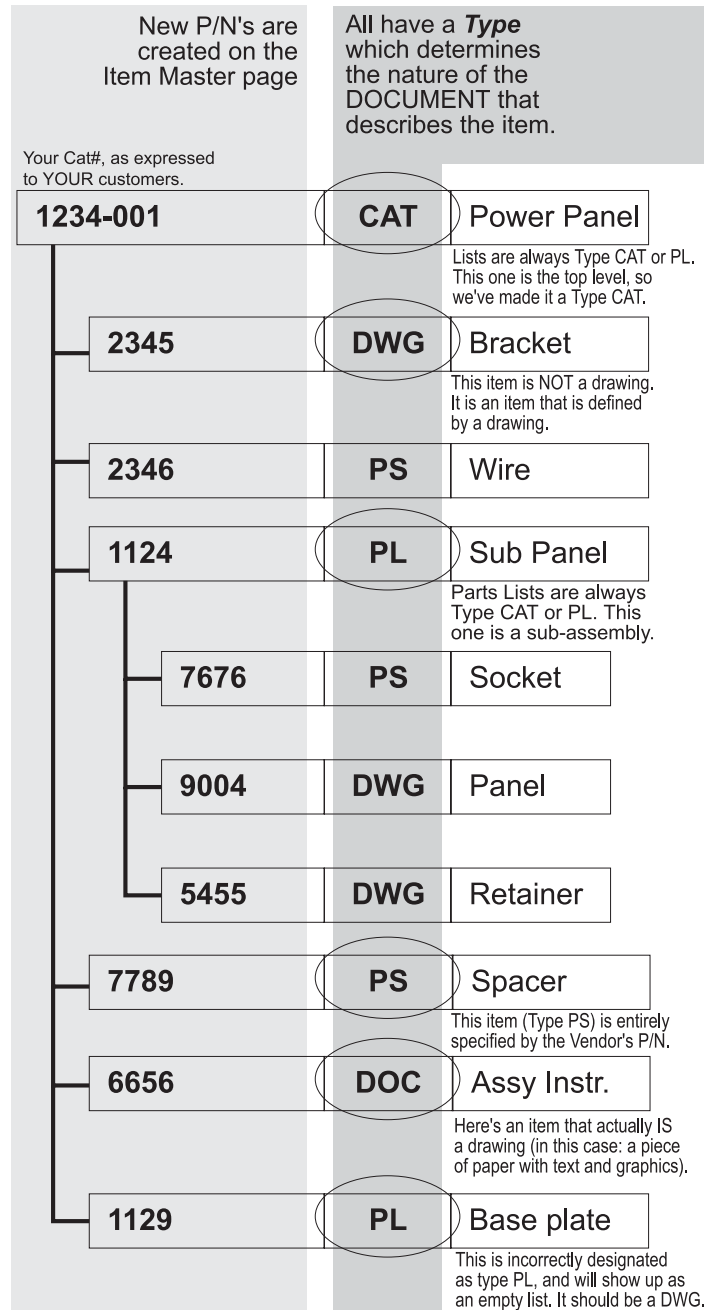 New P/N's are
created on the
Item Master page
All have a Type
which determines
the nature of the
DOCUMENT that
describes the item.
Your Cat#, as expressed
to YOUR customers.
1234-001 CAT Power Panel
Lists are always Type CAT or PL.
This one is the top level, so
we've made it a Type CAT.
2345 DWG Bracket
This item is NOT a drawing.
It is an item that is defined
by a drawing.
2346 PS Wire
1124 PL Sub Panel
Parts Lists are always
Type CAT or PL. This
one is a sub-assembly.
7676 PS Socket
9004 DWG Panel
5455 DWG Retainer
7789 PS Spacer
This item (Type PS) is entirely
specified by the Vendor's P/N.
6656 DOC Assy Instr.
Here's an item that actually IS
a drawing (in this case: a piece
of paper with text and graphics).
1129 PL Base plate
This is incorrectly designated
as type PL, and will show up as
an empty list. It should be a DWG.